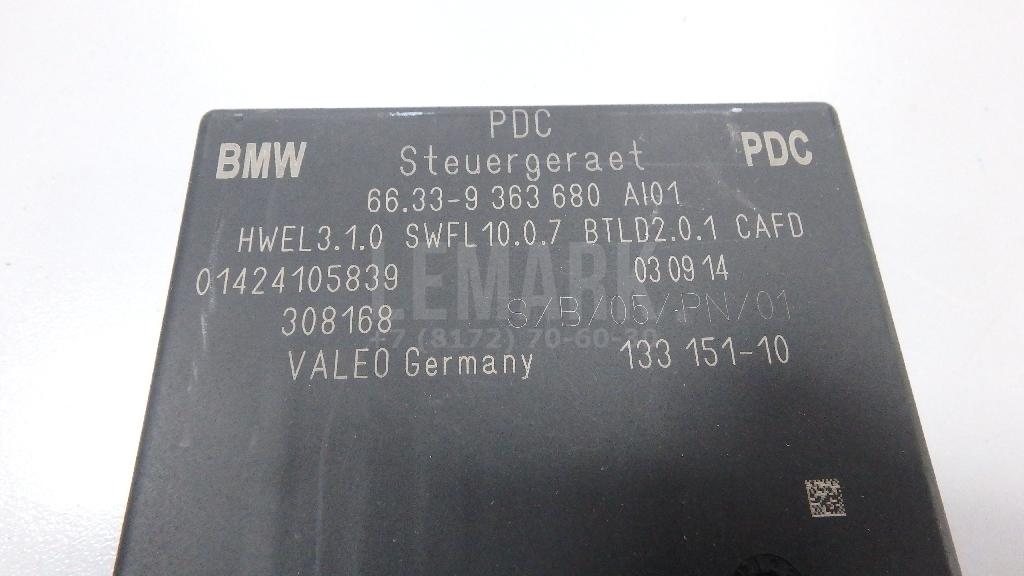 PDC
BMW Steuergeraet PDC
66.33-9 363 680 AI01
HWEL3.1.0 SWFL10.0.7 BTLD2.0.1 CAFD
LEMARK
01424105839 03 09 14
308168 S/B/05/PN/01
+7 (8172) 70-60-20
VALEO Germany 133 151-10